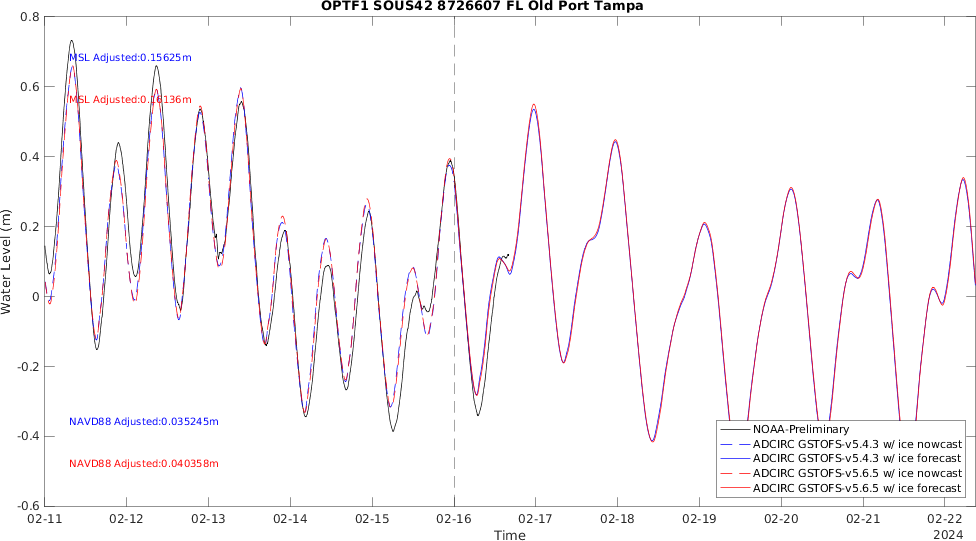 OPTF1 SOUS42 8726607 FL Old Port Tampa
0.8
0.6
0.4
0.2
0
-0.2
-0.4
-0.6
Water Level (m)
MSL Adjusted:0.15625m
MSL Adjusted:0.16136m
NAVD88 Adjusted:0.035245m
NAVD88 Adjusted:0.040358m
NOAA-Preliminary
ADCIRC GSTOFS-v5.4.3 w/ ice nowcast
ADCIRC GSTOFS-v5.4.3 w/ ice forecast
ADCIRC GSTOFS-v5.6.5 w/ ice nowcast
ADCIRC GSTOFS-v5.6.5 w/ ice forecast
02-11 02-12 02-13 02-14 02-15 02-16 02-17 02-18 02-19 02-20 02-21 02-22
Time
2024